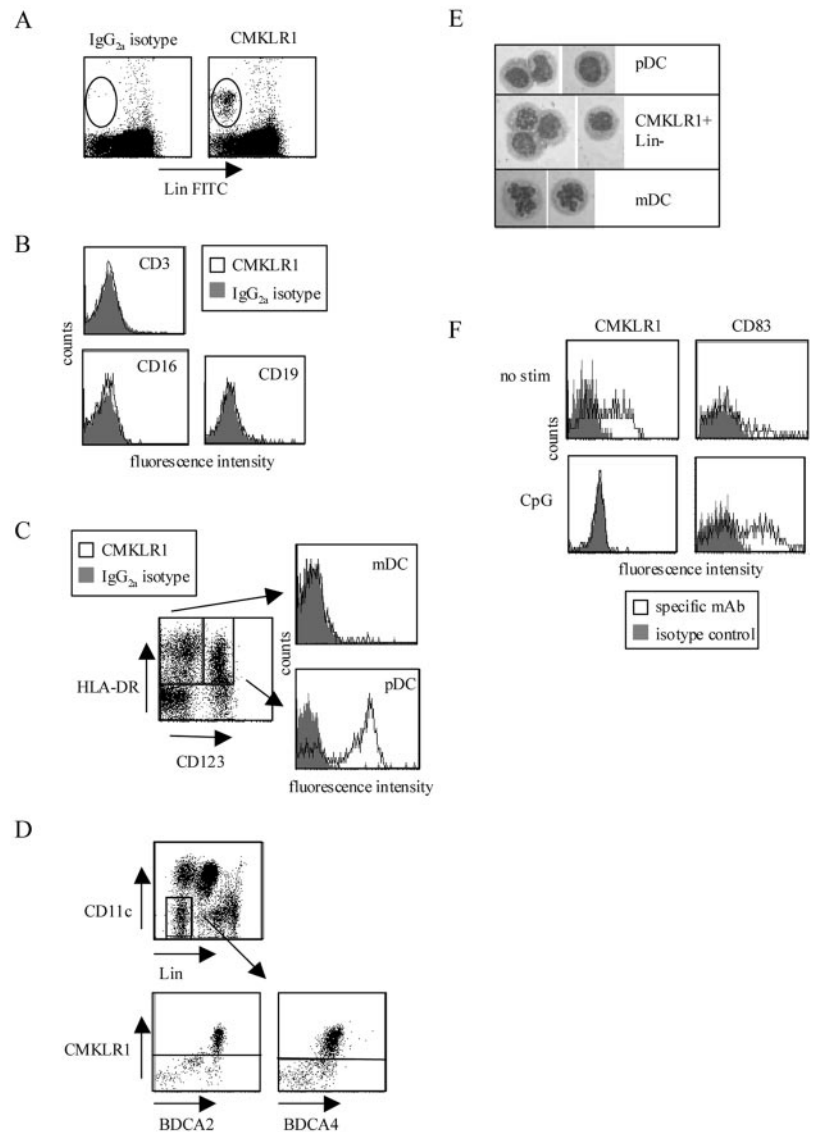 A
IgG2a isotype
CMKLR1
Lin FITC
B
CD3
CMKLR1
IgG2a isotype
counts
CD16
CD19
fluorescence intensity
C
CMKLR1
IgG2a isotype
mDC
counts
HLA-DR
pDC
CD123
fluorescence intensity
D
CD11c
Lin
CMKLR1
BDCA2
BDCA4
E
pDC
CMKLR1+
Lin-
mDC
F
CMKLR1
CD83
no stim
counts
CpG
fluorescence intensity
specific mAb
isotype control